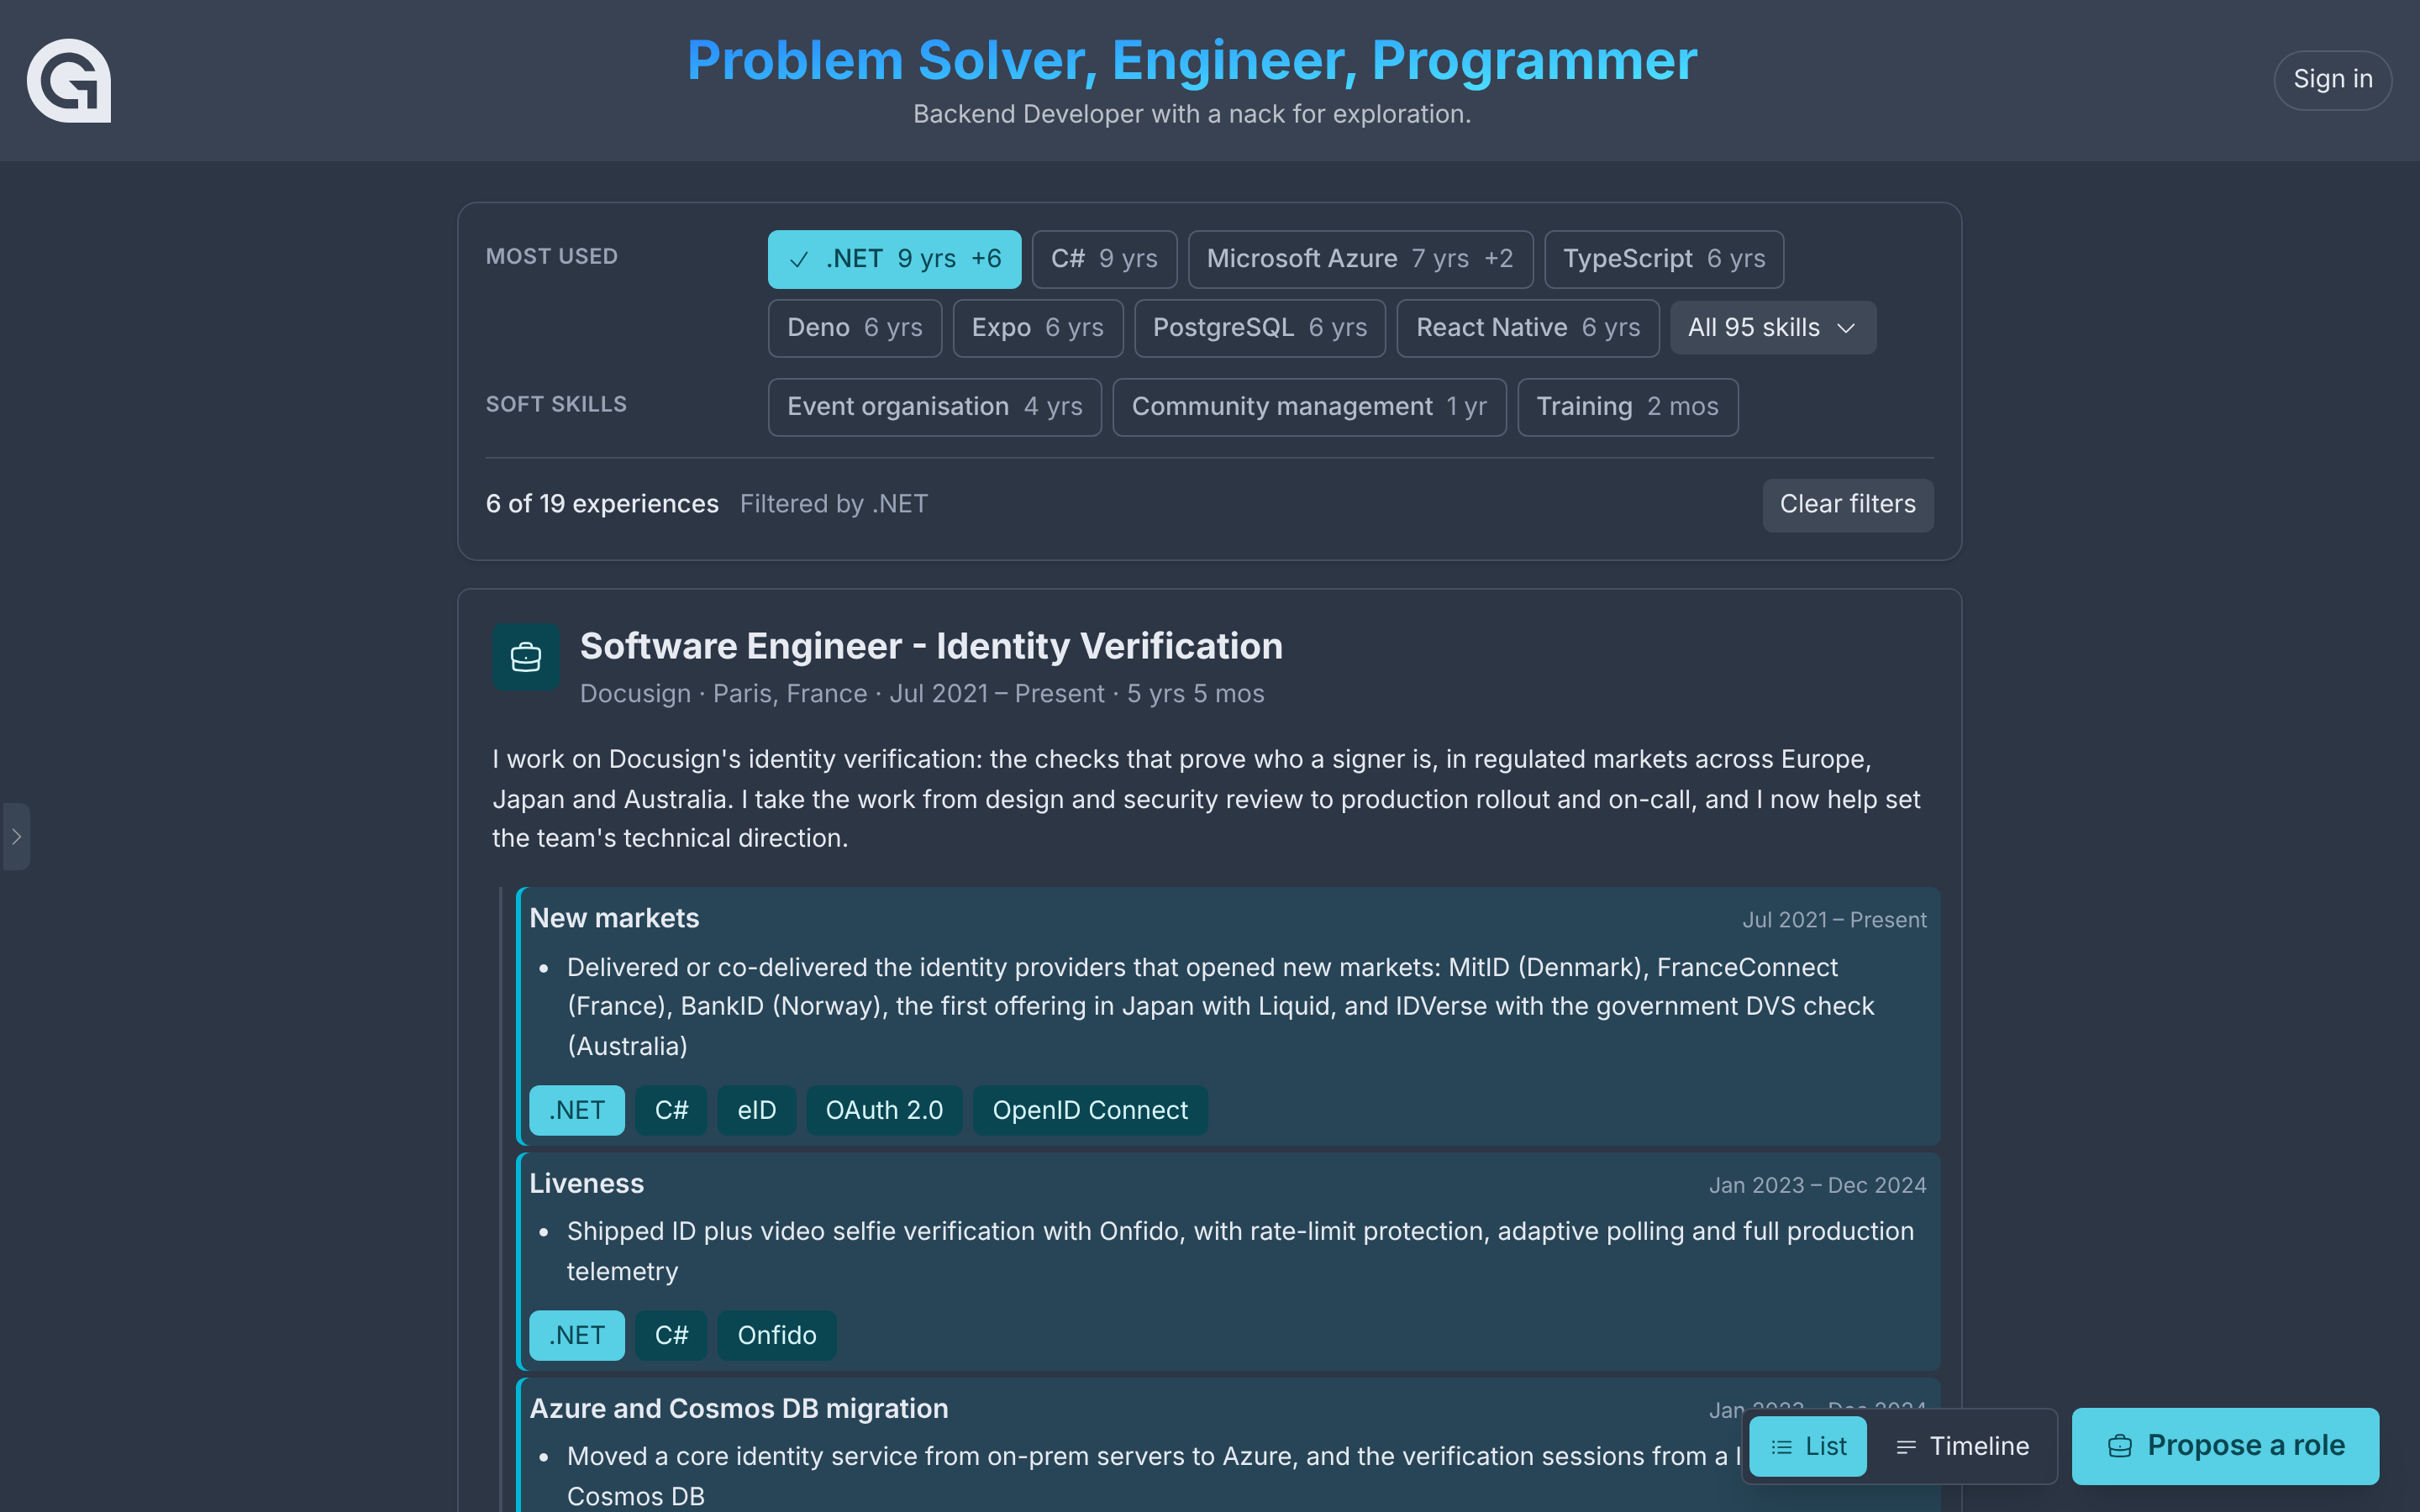 Problem Solver, Engineer, Programmer
Backend Developer with a nack for exploration.
Sign in
MOST USED
.NET 9 yrs +6
C# 9 yrs
Microsoft Azure 7 yrs +2
TypeScript 6 yrs
Deno 6 yrs
Expo 6 yrs
PostgreSQL 6 yrs
React Native 6 yrs
All 95 skills
SOFT SKILLS
Event organisation 4 yrs
Community management 1 yr
Training 2 mos
6 of 19 experiences Filtered by .NET
Clear filters
Software Engineer - Identity Verification
Docusign · Paris, France · Jul 2021 – Present · 5 yrs 5 mos
I work on Docusign's identity verification: the checks that prove who a signer is, in regulated markets across Europe,
Japan and Australia. I take the work from design and security review to production rollout and on-call, and I now help set
the team's technical direction.
New markets
Jul 2021 – Present
• Delivered or co-delivered the identity providers that opened new markets: MitID (Denmark), FranceConnect
(France), BankID (Norway), the first offering in Japan with Liquid, and IDVerse with the government DVS check
(Australia)
.NET C# eID OAuth 2.0 OpenID Connect
Liveness
Jan 2023 – Dec 2024
• Shipped ID plus video selfie verification with Onfido, with rate-limit protection, adaptive polling and full production
telemetry
.NET C# Onfido
Azure and Cosmos DB migration
Jan 2023 – Dec 2024
• Moved a core identity service from on-prem servers to Azure, and the verification sessions from a
Cosmos DB
List
Timeline
Propose a role